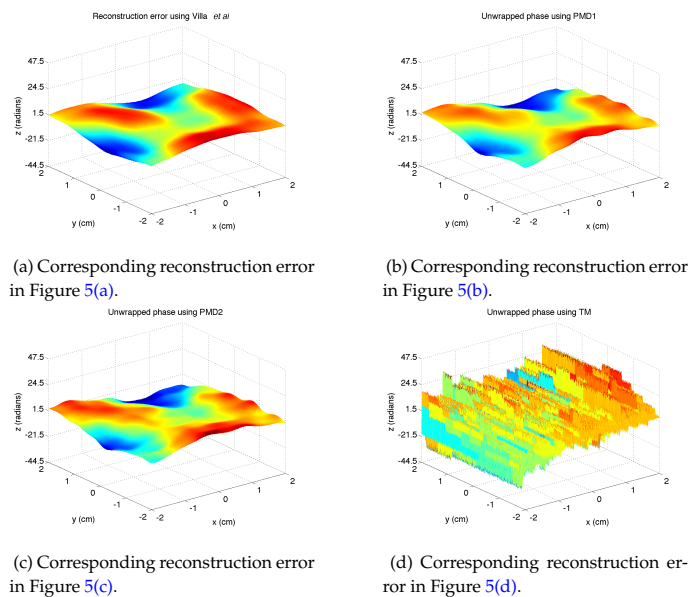 Reconstruction error using Villa et al
47.5
24.5
1.5
-21.5
-44.5
2
1
0
-1
-2
y (cm)
-2
-1
0
1
2
x (cm)
z (radians)
(a) Corresponding reconstruction error
in Figure 5(a).
Unwrapped phase using PMD1
47.5
24.5
1.5
-21.5
-44.5
2
1
0
-1
-2
y (cm)
-2
-1
0
1
2
x (cm)
z (radians)
(b) Corresponding reconstruction error
in Figure 5(b).
Unwrapped phase using PMD2
47.5
24.5
1.5
-21.5
-44.5
2
1
0
-1
-2
y (cm)
-2
-1
0
1
2
x (cm)
z (radians)
(c) Corresponding reconstruction error
in Figure 5(c).
Unwrapped phase using TM
47.5
24.5
1.5
-21.5
-44.5
2
1
0
-1
-2
y (cm)
-2
-1
0
1
2
x (cm)
z (radians)
(d) Corresponding reconstruction er-
ror in Figure 5(d).